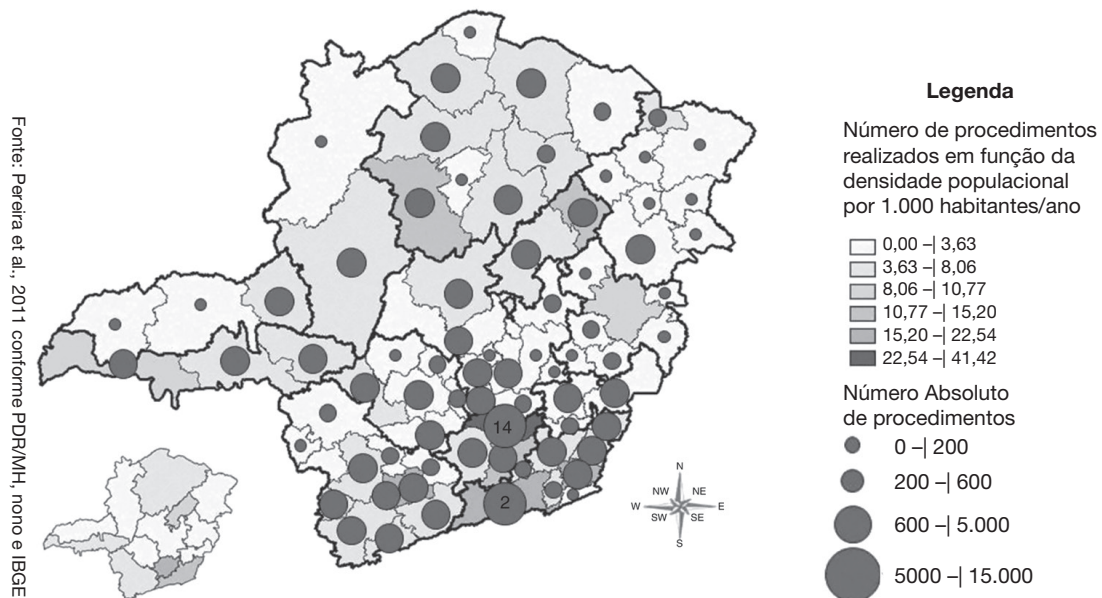 Fonte: Pereira et al., 2011 conforme PDR/MH, nono e IBGE
14
2
N
NW
NE
W
E
SW
SE
S
Legenda
Número de procedimentos
realizados em função da
densidade populacional
por 1.000 habitantes/ano
0,00 –| 3,63
3,63 –| 8,06
8,06 –| 10,77
10,77 –| 15,20
15,20 –| 22,54
22,54 –| 41,42
Número Absoluto
de procedimentos
0 –| 200
200 –| 600
600 –| 5.000
5000 –| 15.000